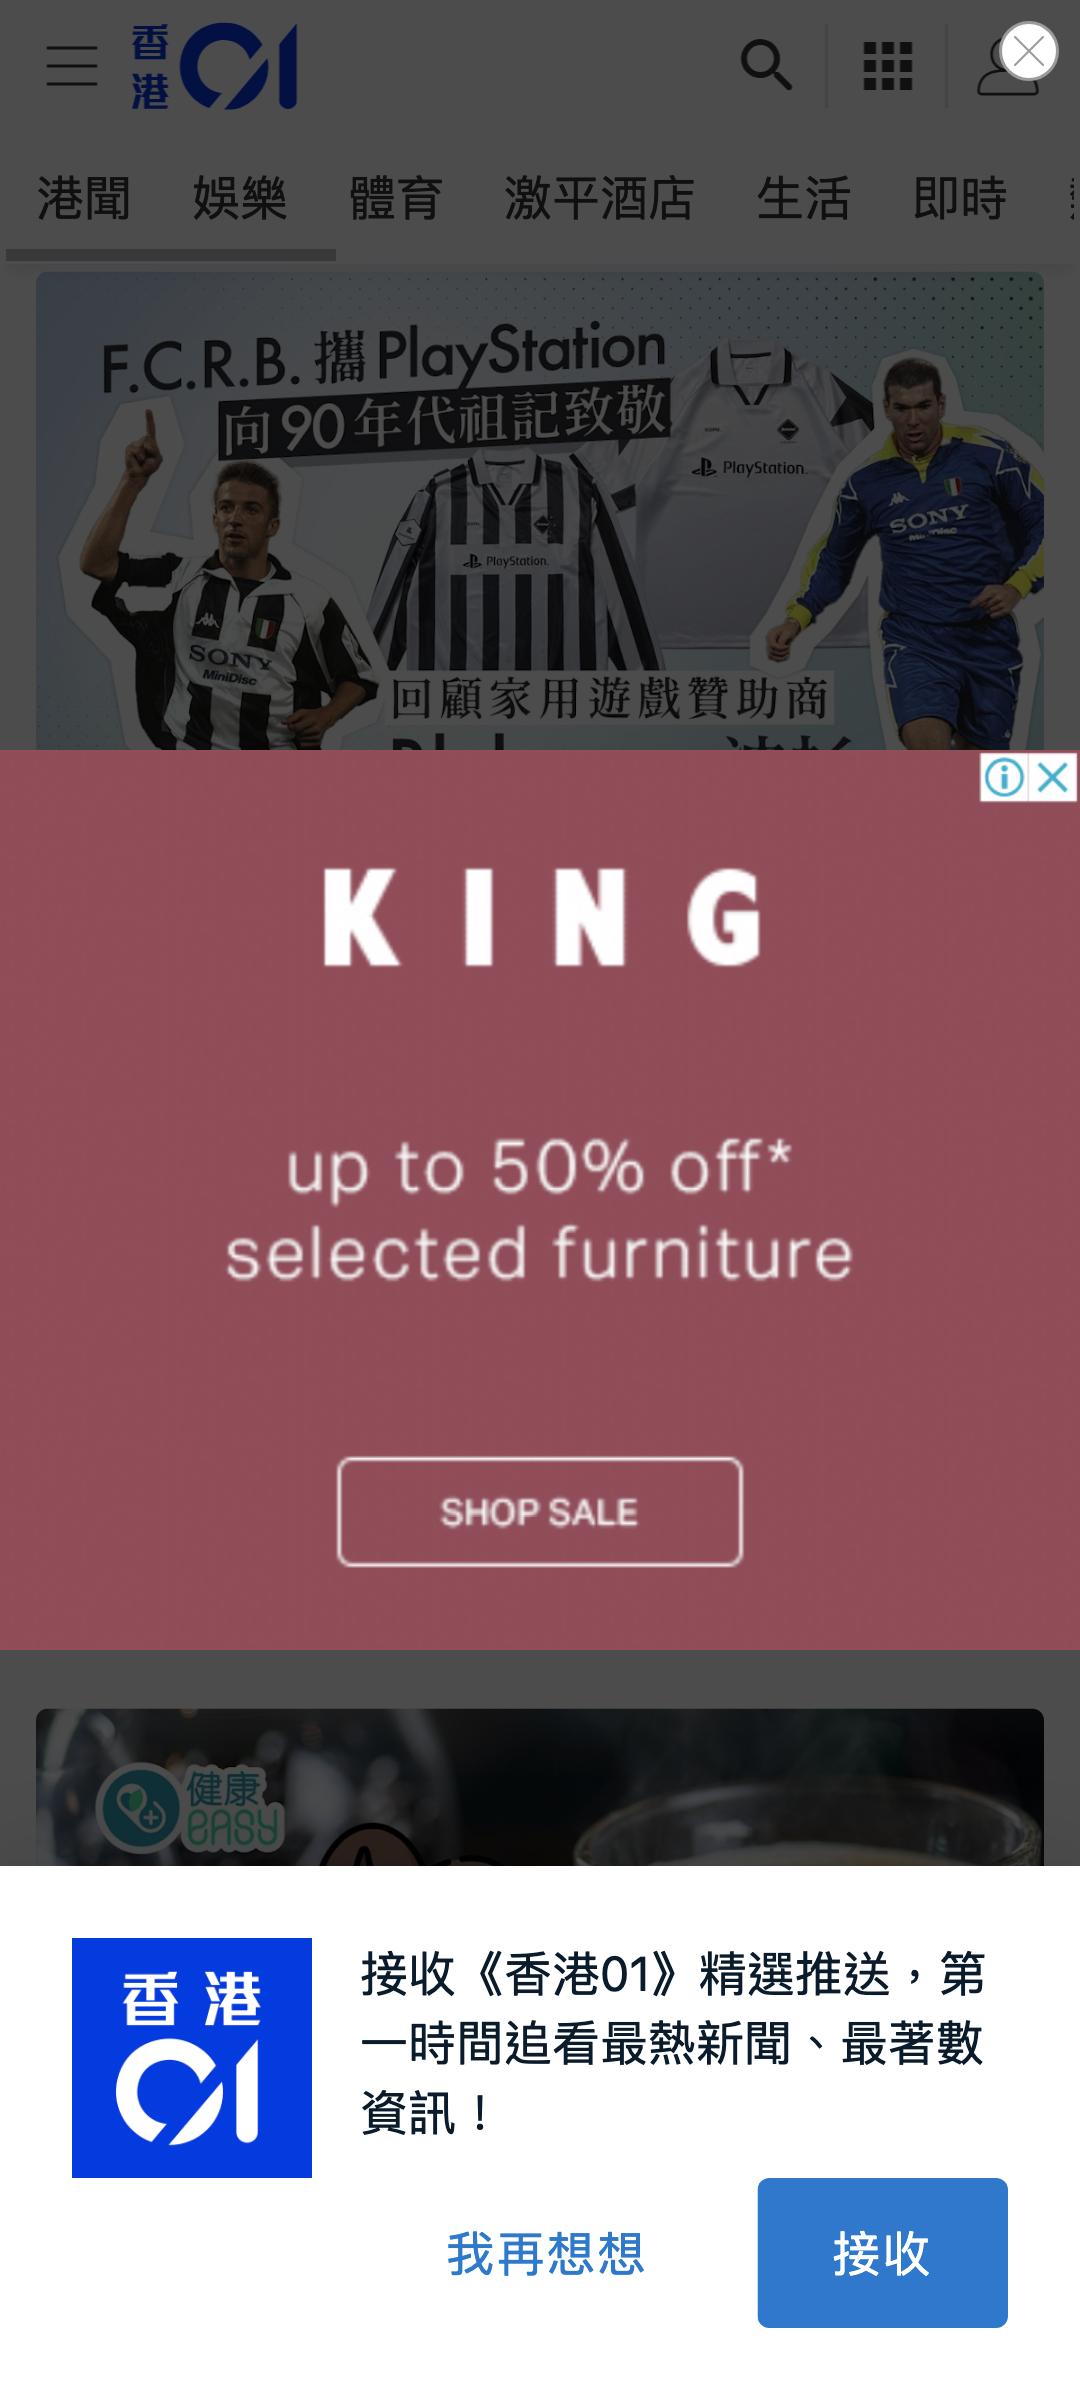 香港01
港聞 娛樂 體育 激平酒店 生活 即時
F.C.R.B. 攜 PlayStation
向90年代祖記致敬
PlayStation
PlayStation
SONY
MiniDisc
SONY
MiniDisc
回顧家用遊戲贊助商
KING
up to 50% off*
selected furniture
SHOP SALE
健康
easy
香港
01
接收《香港01》精選推送，第
一時間追看最熱新聞、最著數
資訊！
我再想想
接收